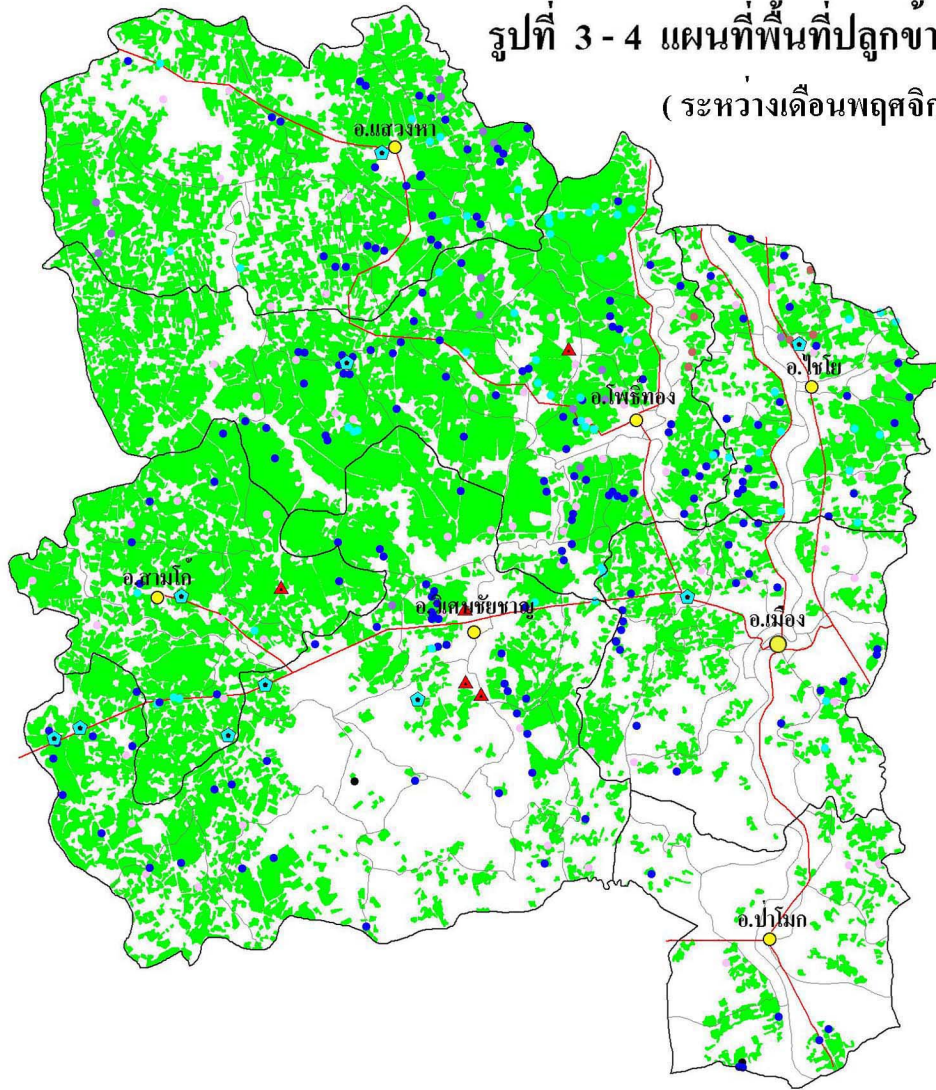 รูปที่ 3 - 4 แผนที่พื้นที่ปลูกข้า
( ระหว่างเดือนพฤศจิก
อ.แสวงหา
อ.ไชโย
อ.โพธิ์ทอง
อ.สามโก้
อ.วิเศษชัยชาญ
อ.เมือง
อ.ป่าโมก